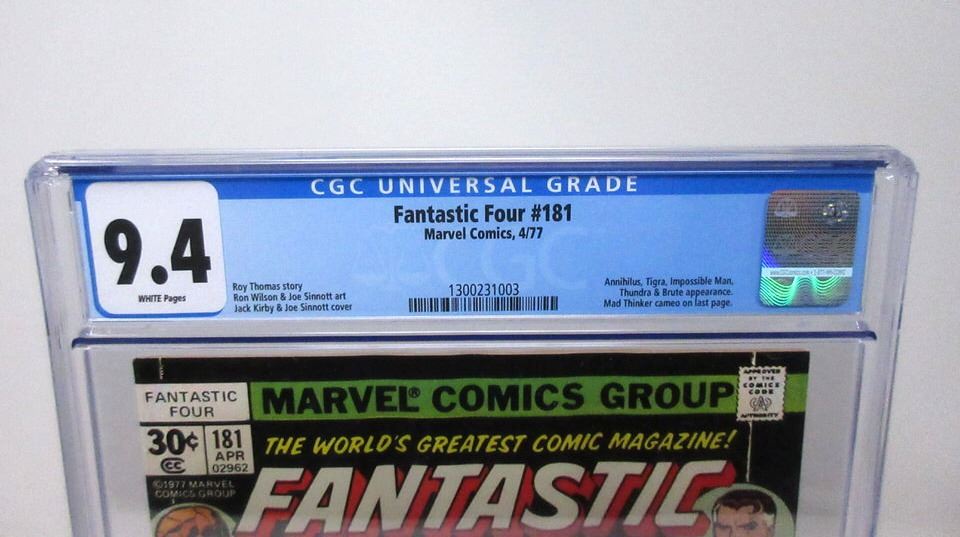 CGC UNIVERSAL GRADE
9.4
WHITE Pages
Fantastic Four #181
Marvel Comics, 4/77
Roy Thomas story
Ron Wilson & Joe Sinnott art
Jack Kirby & Joe Sinnott cover
1300231003
Annihilus, Tigra, Impossible Man,
Thundra & Brute appearance.
Mad Thinker cameo on last page.
CGC
FANTASTIC
FOUR
MARVEL® COMICS GROUP
APPROVED
BY THE
COMICS
CODE
CA
AUTHORITY
30¢
CC
181
APR
02962
©1977 MARVEL
COMICS GROUP
THE WORLD'S GREATEST COMIC MAGAZINE!
FANTASTIC